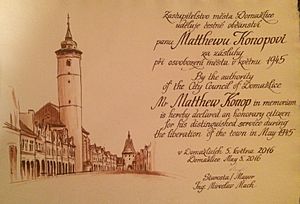 Zastupitelstvo města Domažlice
uděluje čestné občanství
panu Matthewu Konopovi
za zásluhy
při osvobození města v květnu 1945
By the authority
of the City Council of Domažlice
Mr Matthew Konop in memoriam
is hereby declared an honorary citizen
for his distinguished service during
the liberation of the town in May 1945
V Domažlicích 5. května 2016
Domažlice May 5, 2016
Starosta/Mayor
Ing. Miroslav Mach